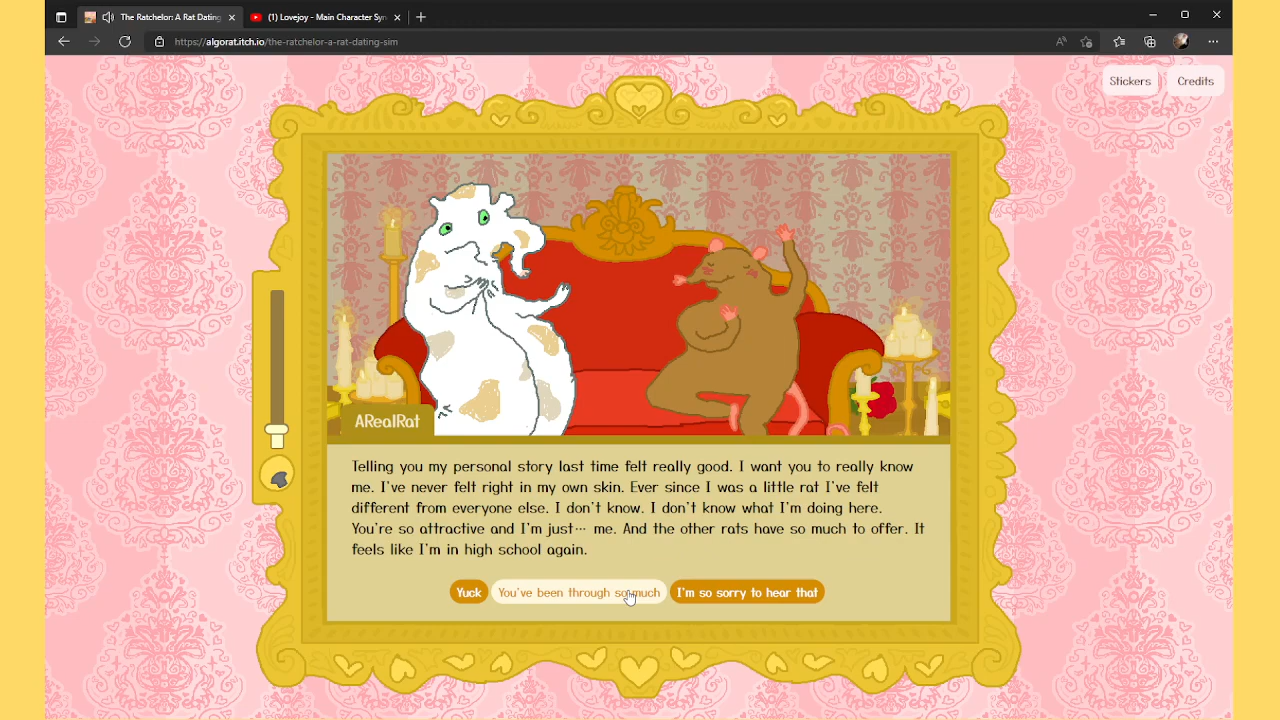 The Ratchelor: A Rat Dating
(1) Lovejoy - Main Character Syn
https://algorat.itch.io/the-ratchelor-a-rat-dating-sim
Stickers
Credits
ARealRat
Telling you my personal story last time felt really good. I want you to really know
me. I've never felt right in my own skin. Ever since I was a little rat I've felt
different from everyone else. I don't know. I don't know what I'm doing here.
You're so attractive and I'm just… me. And the other rats have so much to offer. It
feels like I'm in high school again.
Yuck
You've been through so much
I'm so sorry to hear that